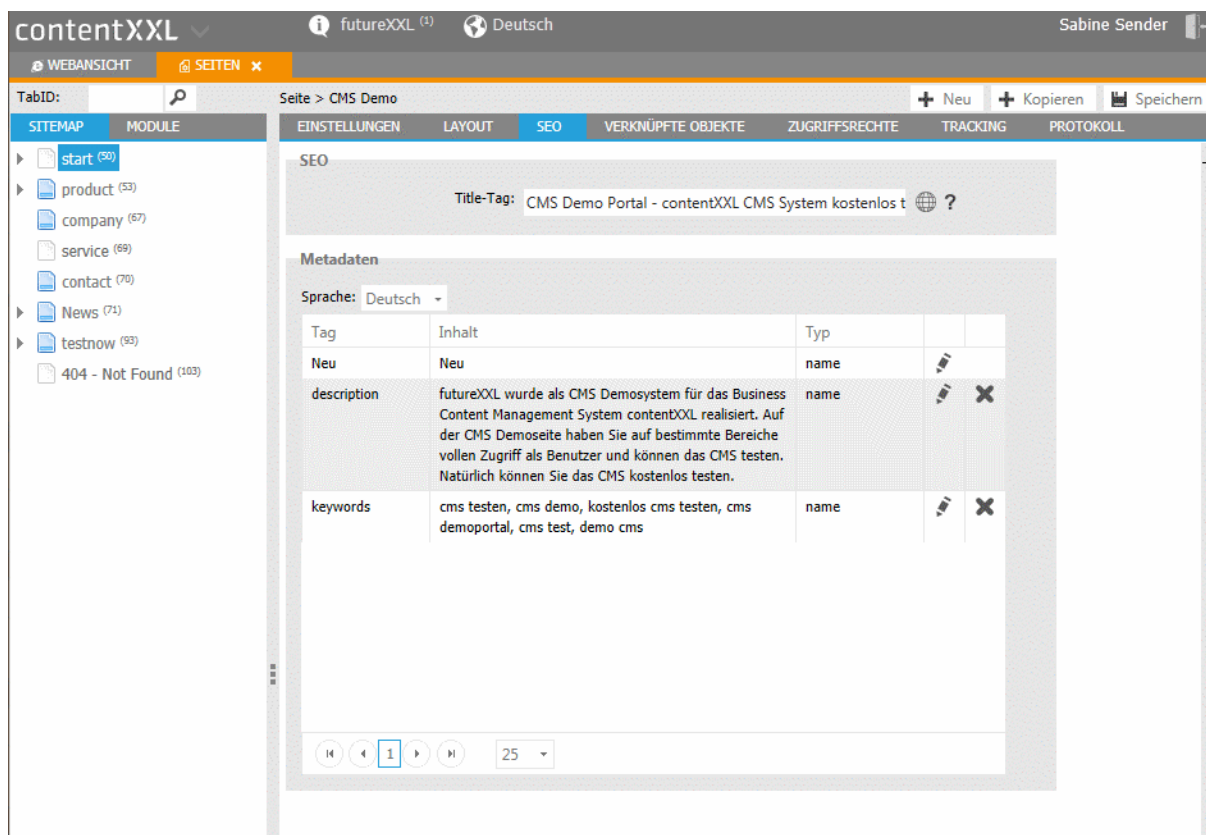 contentXXL
futureXXL (1)
Deutsch
Sabine Sender
WEBANSICHT
SEITEN
TabID:
Seite > CMS Demo
Neu
Kopieren
Speichern
SITEMAP
MODULE
EINSTELLUNGEN
LAYOUT
SEO
VERKNÜPFTE OBJEKTE
ZUGRIFFSRECHTE
TRACKING
PROTOKOLL
start (50)
product (53)
company (67)
service (69)
contact (70)
News (71)
testnow (93)
404 - Not Found (103)
SEO
Title-Tag:
CMS Demo Portal - contentXXL CMS System kostenlos t
?
Metadaten
Sprache:
Deutsch
Tag
Inhalt
Typ
Neu
Neu
name
description
futureXXL wurde als CMS Demosystem für das Business
Content Management System contentXXL realisiert. Auf
der CMS Demoseite haben Sie auf bestimmte Bereiche
vollen Zugriff als Benutzer und können das CMS testen.
Natürlich können Sie das CMS kostenlos testen.
name
keywords
cms testen, cms demo, kostenlos cms testen, cms
demoportal, cms test, demo cms
name
1
25